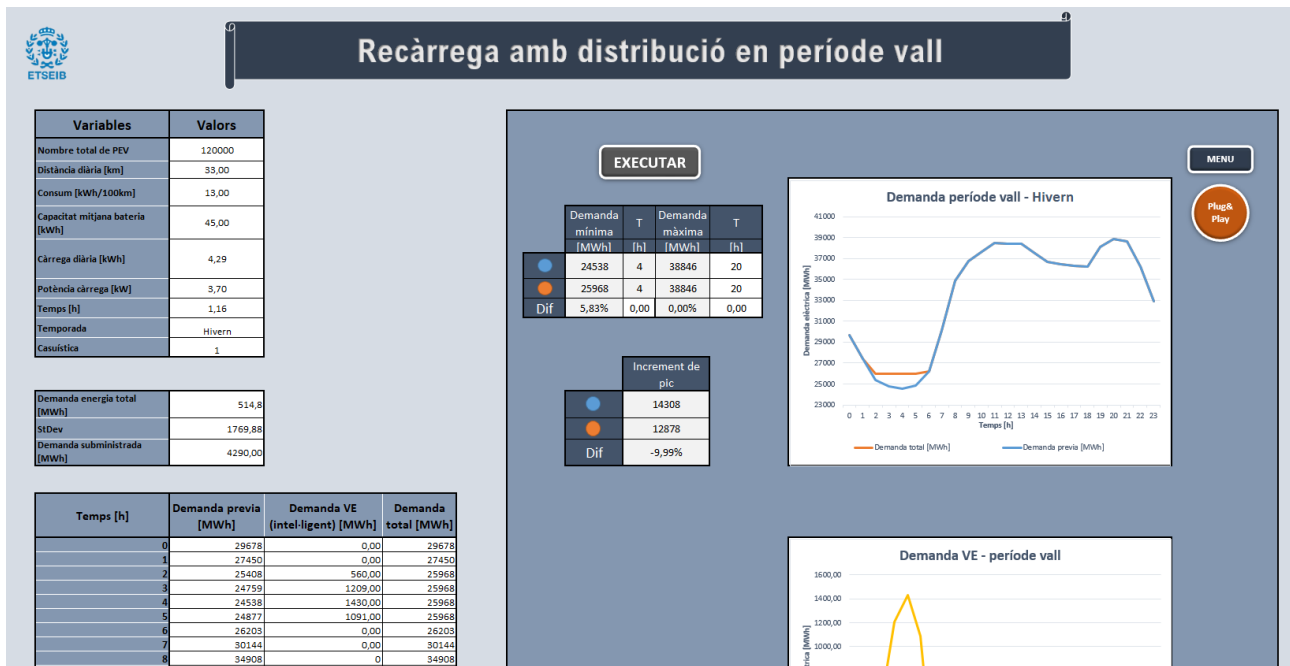 ETSEIB
Recàrrega amb distribució en període vall
Variables Valors
Nombre total de PEV 120000
Distància diària [km] 33,00
Consum [kWh/100km] 13,00
Capacitat mitjana bateria
[kWh] 45,00
Càrrega diària [kWh] 4,29
Potència càrrega [kW] 3,70
Temps [h] 1,16
Temporada Hivern
Casuística 1
Demanda energia total
[MWh] 514,8
StDev 1769,88
Demanda subministrada
[MWh] 4290,00
Temps [h] Demanda previa
[MWh] Demanda VE
(intel·ligent) [MWh] Demanda
total [MWh]
0 29678 0,00 29678
1 27450 0,00 27450
2 25408 560,00 25968
3 24759 1209,00 25968
4 24538 1430,00 25968
5 24877 1091,00 25968
6 26203 0,00 26203
7 30144 0,00 30144
8 34908 0 34908
EXECUTAR
MENU
Plug&
Play
Demanda
mínima T Demanda
màxima T
[MWh] [h] [MWh] [h]
24538 4 38846 20
25968 4 38846 20
Dif 5,83% 0,00 0,00% 0,00
Increment de
pic
14308
12878
Dif -9,99%
Demanda període vall - Hivern
Demanda elèctrica [MWh]
41000
39000
37000
35000
33000
31000
29000
27000
25000
23000
0 1 2 3 4 5 6 7 8 9 10 11 12 13 14 15 16 17 18 19 20 21 22 23
Temps [h]
Demanda total [MWh] Demanda previa [MWh]
Demanda VE - període vall
1600,00
1400,00
1200,00
1000,00